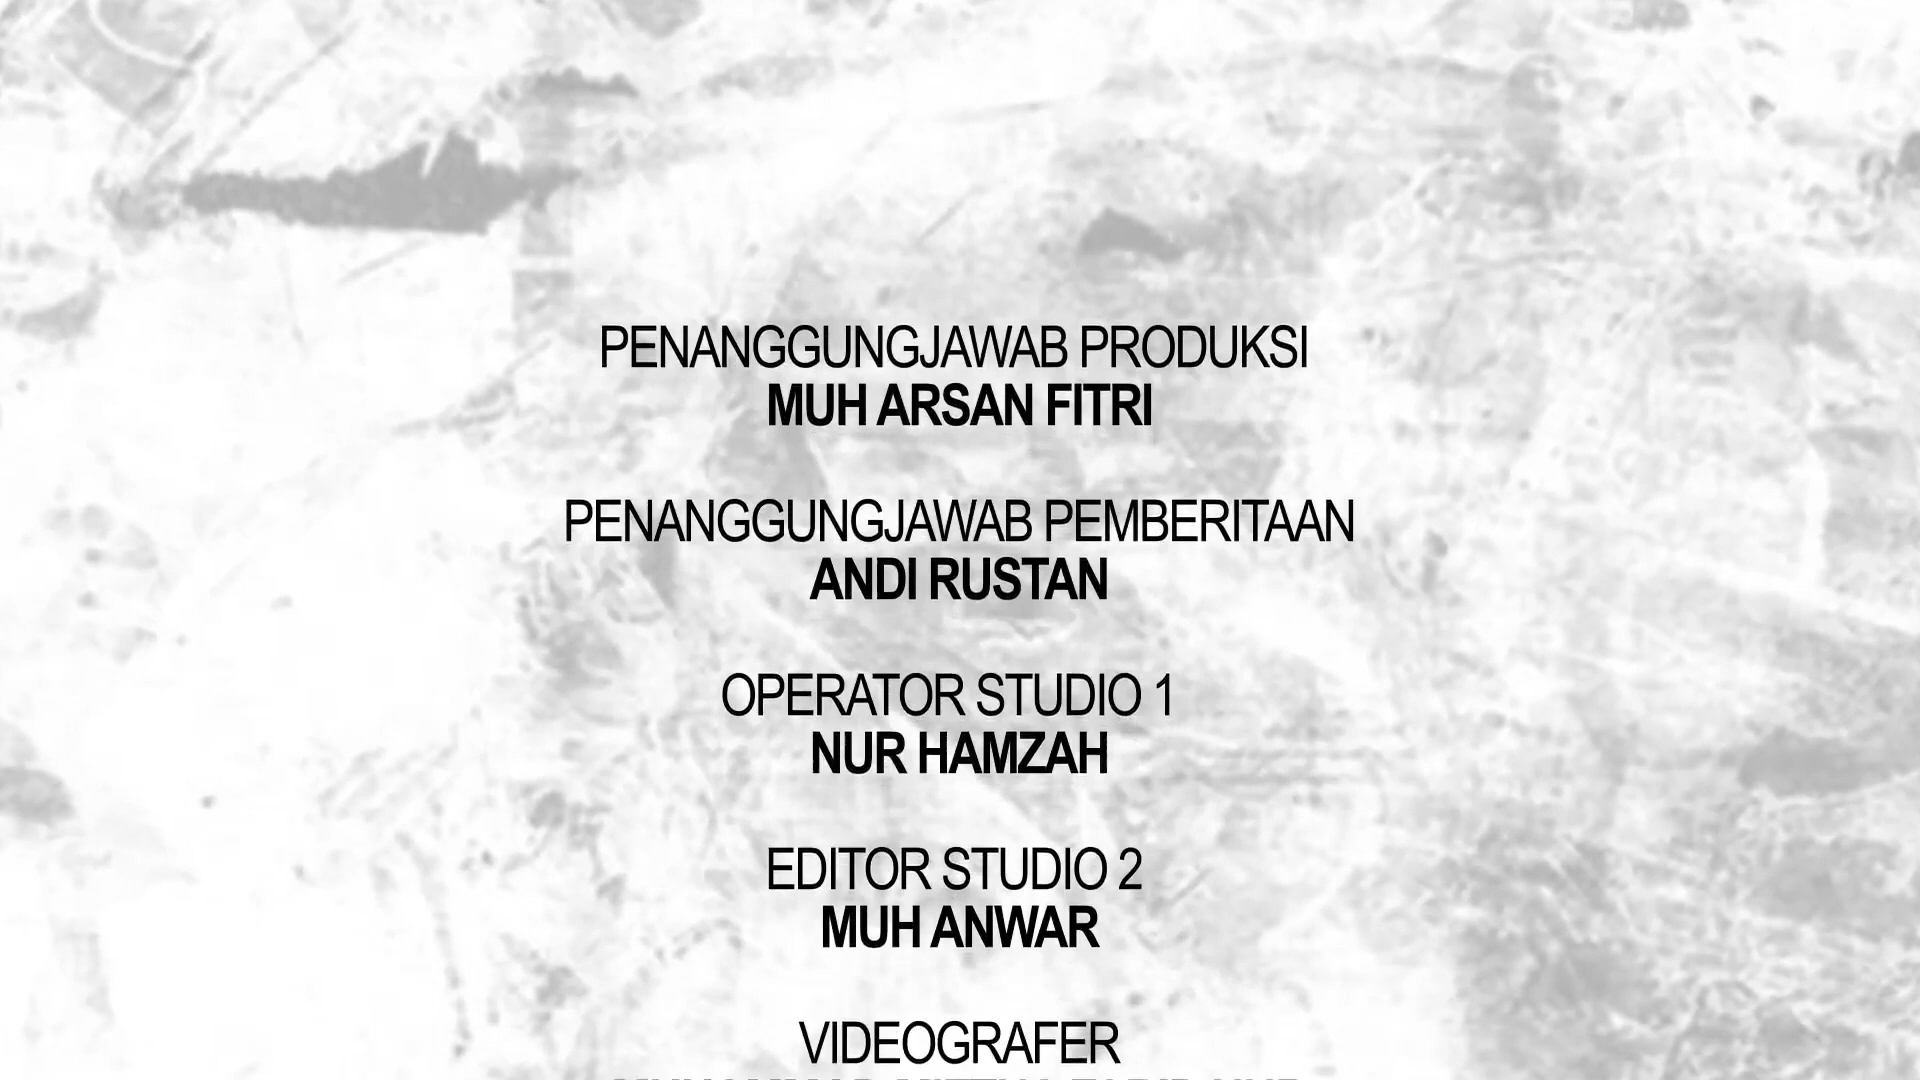 PENANGGUNGJAWAB PRODUKSI
MUH ARSAN FITRI
PENANGGUNGJAWAB PEMBERITAAN
ANDI RUSTAN
OPERATOR STUDIO 1
NUR HAMZAH
EDITOR STUDIO 2
MUH ANWAR
VIDEOGRAFER